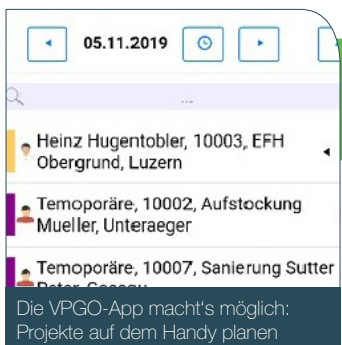 05.11.2019
...
Heinz Hugentobler, 10003, EFH
Obergrund, Luzern
Temoporäre, 10002, Aufstockung
Mueller, Unteraeger
Temoporäre, 10007, Sanierung Sutter
Die VPGO-App macht's möglich:
Projekte auf dem Handy planen